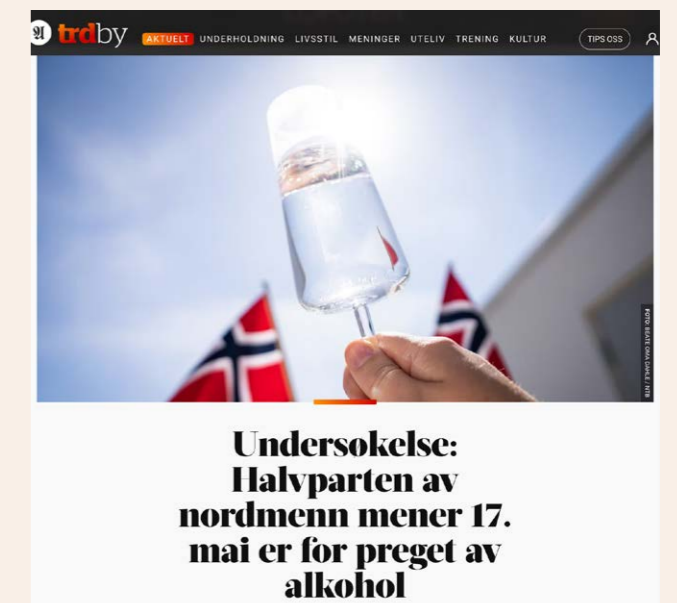 trdby AKTUELT UNDERHOLDNING LIVSSTIL MENINGER UTELIV TRENING KULTUR TIPS OSS
FOTO: BEATE OMA DAHLE / NTB
Undersøkelse:
Halvparten av
nordmenn mener 17.
mai er for preget av
alkohol